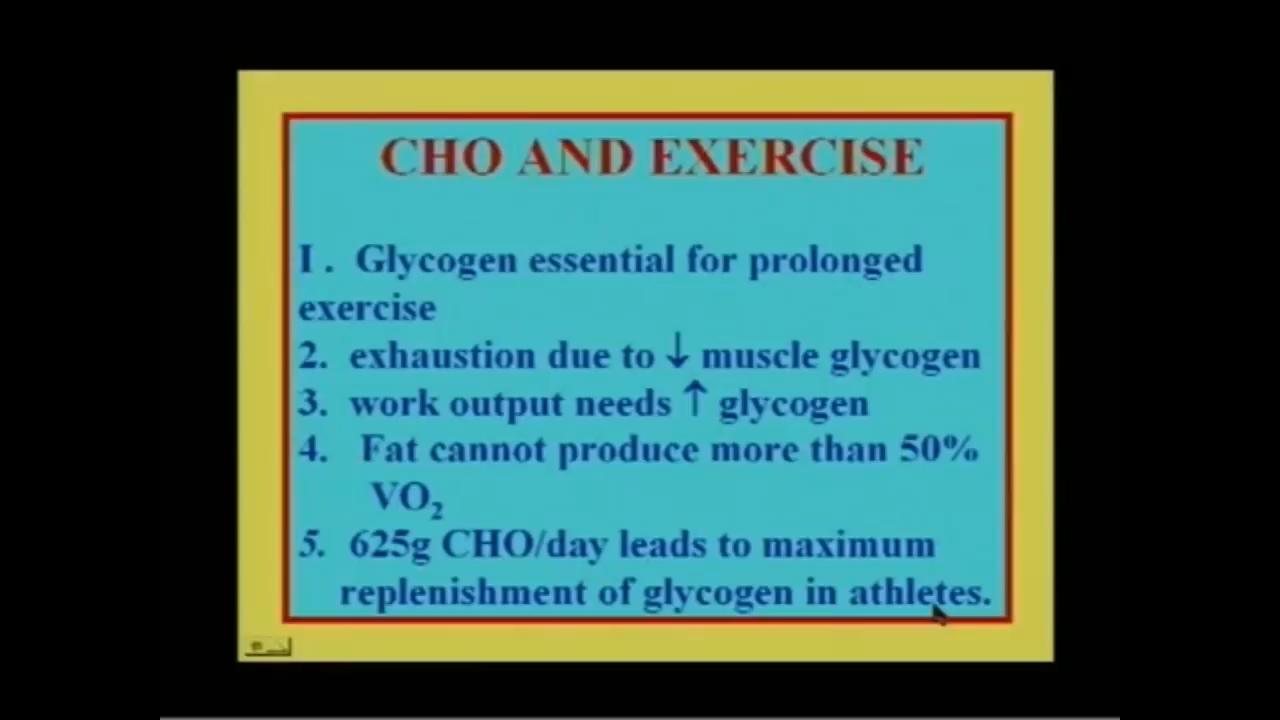 CHO AND EXERCISE
I . Glycogen essential for prolonged
exercise
2. exhaustion due to ↓ muscle glycogen
3. work output needs ↑ glycogen
4. Fat cannot produce more than 50%
VO₂
5. 625g CHO/day leads to maximum
replenishment of glycogen in athletes.